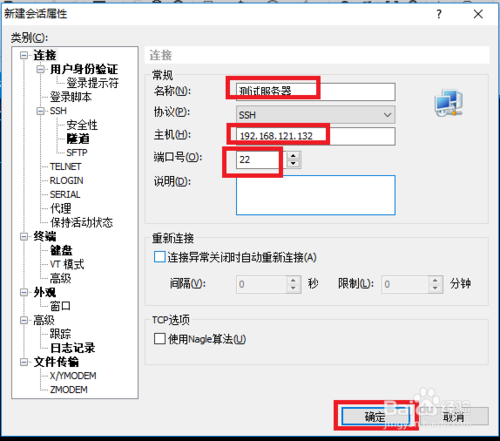 新建会话属性
类别(C):
连接
用户身份验证
登录提示符
登录脚本
SSH
安全性
隧道
SFTP
TELNET
RLOGIN
SERIAL
代理
保持活动状态
终端
键盘
VT 模式
高级
外观
窗口
高级
跟踪
日志记录
文件传输
X/YMODEM
ZMODEM
连接
常规
名称(N): 测试服务器
协议(P): SSH
主机(H): 192.168.121.132
端口号(O): 22
说明(D):
重新连接
连接异常关闭时自动重新连接(A)
间隔(V): 0 秒 限制(L): 0 分钟
TCP选项
使用Nagle算法(U)
确定 取消
Baidu 经验